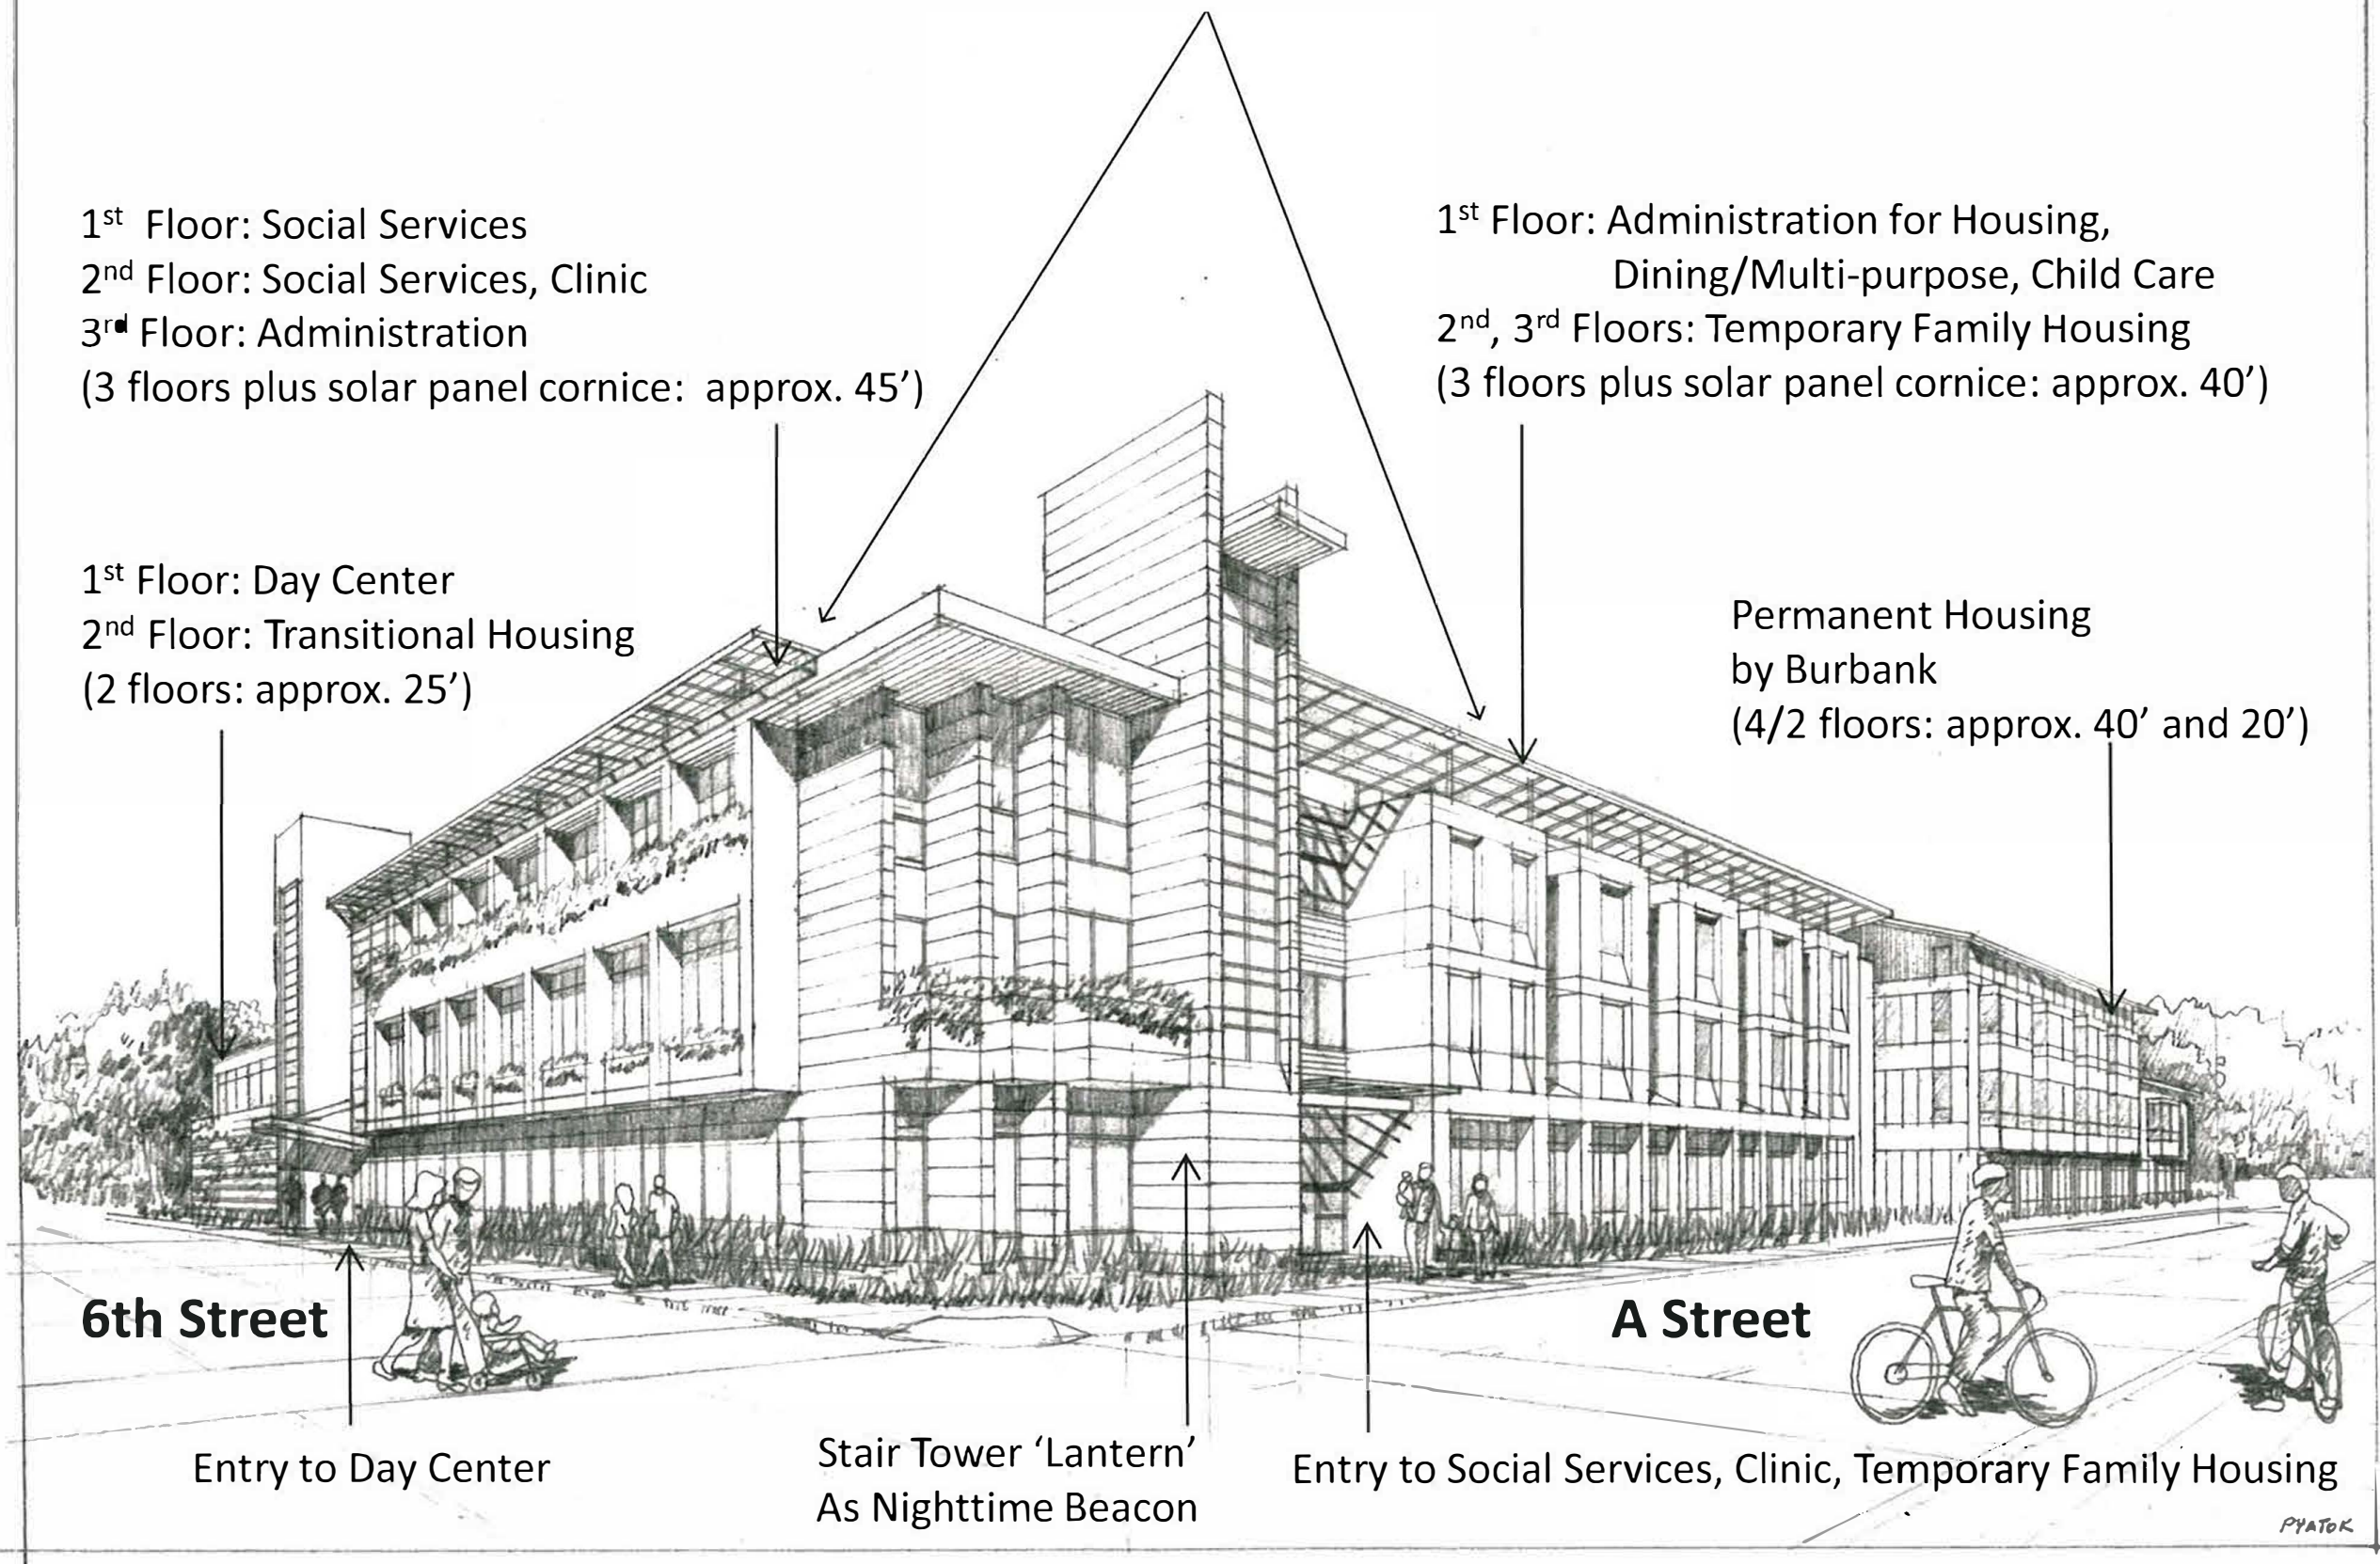 1st Floor: Social Services
2nd Floor: Social Services, Clinic
3rd Floor: Administration
(3 floors plus solar panel cornice: approx. 45’)
1st Floor: Administration for Housing,
Dining/Multi-purpose, Child Care
2nd, 3rd Floors: Temporary Family Housing
(3 floors plus solar panel cornice: approx. 40’)
1st Floor: Day Center
2nd Floor: Transitional Housing
(2 floors: approx. 25’)
Permanent Housing
by Burbank
(4/2 floors: approx. 40’ and 20’)
6th Street
A Street
Entry to Day Center
Stair Tower ‘Lantern’
As Nighttime Beacon
Entry to Social Services, Clinic, Temporary Family Housing
PYATOK